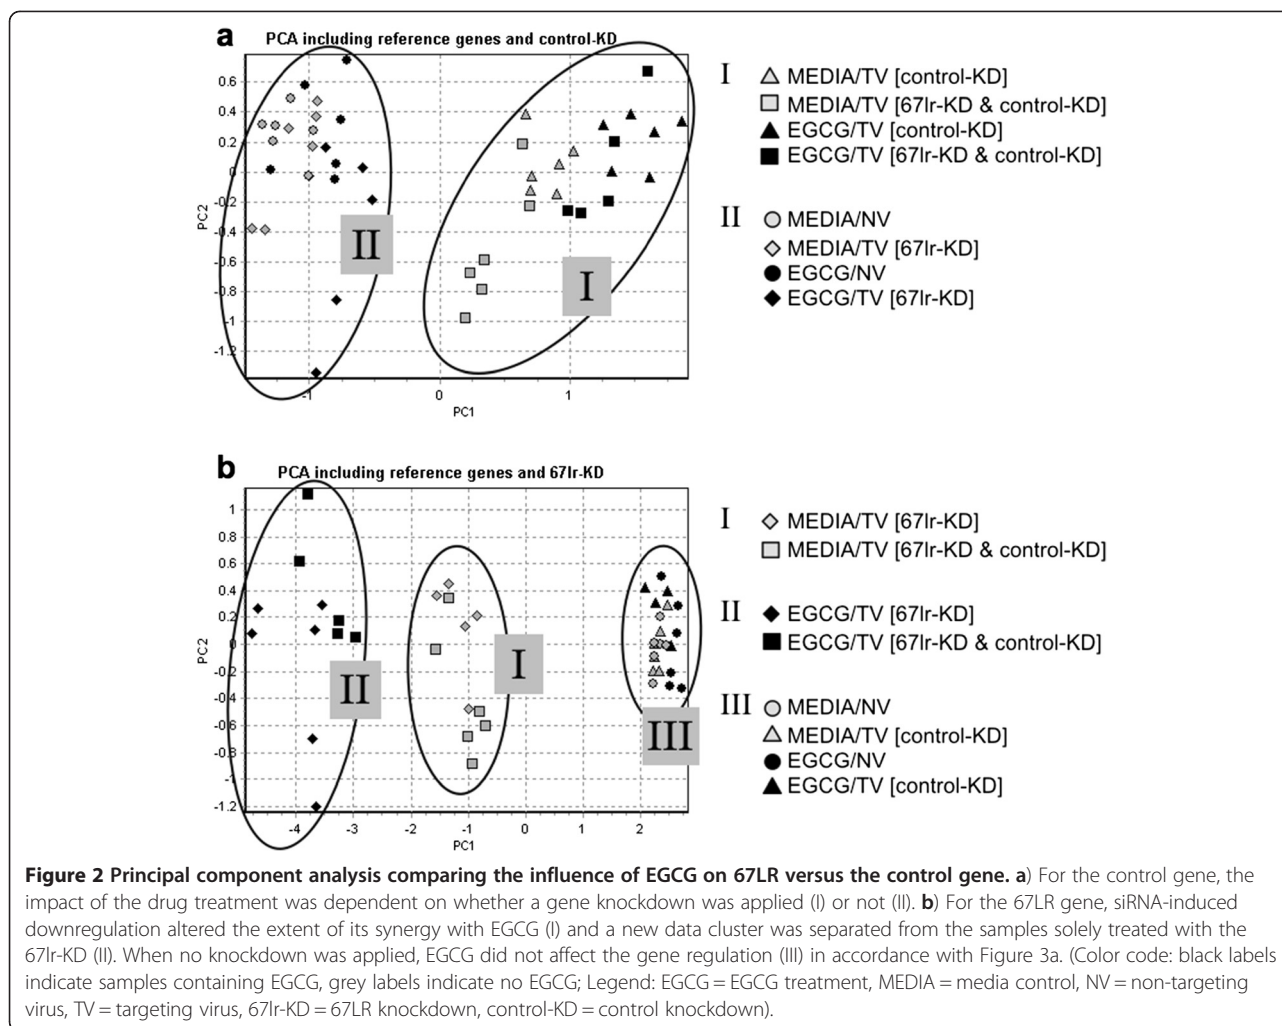 a
PCA including reference genes and control-KD
0.6
0.4
0.2
0
-0.2
-0.4
-0.6
-0.8
-1
-1.2
PC2
-1
0
1
PC1
II
I
I
MEDIA/TV [control-KD]
MEDIA/TV [67lr-KD & control-KD]
EGCG/TV [control-KD]
EGCG/TV [67lr-KD & control-KD]
II
MEDIA/NV
MEDIA/TV [67lr-KD]
EGCG/NV
EGCG/TV [67lr-KD]
b
PCA including reference genes and 67lr-KD
1
0.8
0.6
0.4
0.2
0
-0.2
-0.4
-0.6
-0.8
-1
-1.2
PC2
-4
-3
-2
-1
0
1
2
PC1
II
I
III
I
MEDIA/TV [67lr-KD]
MEDIA/TV [67lr-KD & control-KD]
II
EGCG/TV [67lr-KD]
EGCG/TV [67lr-KD & control-KD]
III
MEDIA/NV
MEDIA/TV [control-KD]
EGCG/NV
EGCG/TV [control-KD]
Figure 2 Principal component analysis comparing the influence of EGCG on 67LR versus the control gene. a) For the control gene, the
impact of the drug treatment was dependent on whether a gene knockdown was applied (I) or not (II). b) For the 67LR gene, siRNA-induced
downregulation altered the extent of its synergy with EGCG (I) and a new data cluster was separated from the samples solely treated with the
67lr-KD (II). When no knockdown was applied, EGCG did not affect the gene regulation (III) in accordance with Figure 3a. (Color code: black labels
indicate samples containing EGCG, grey labels indicate no EGCG; Legend: EGCG = EGCG treatment, MEDIA = media control, NV = non-targeting
virus, TV = targeting virus, 67lr-KD = 67LR knockdown, control-KD = control knockdown).